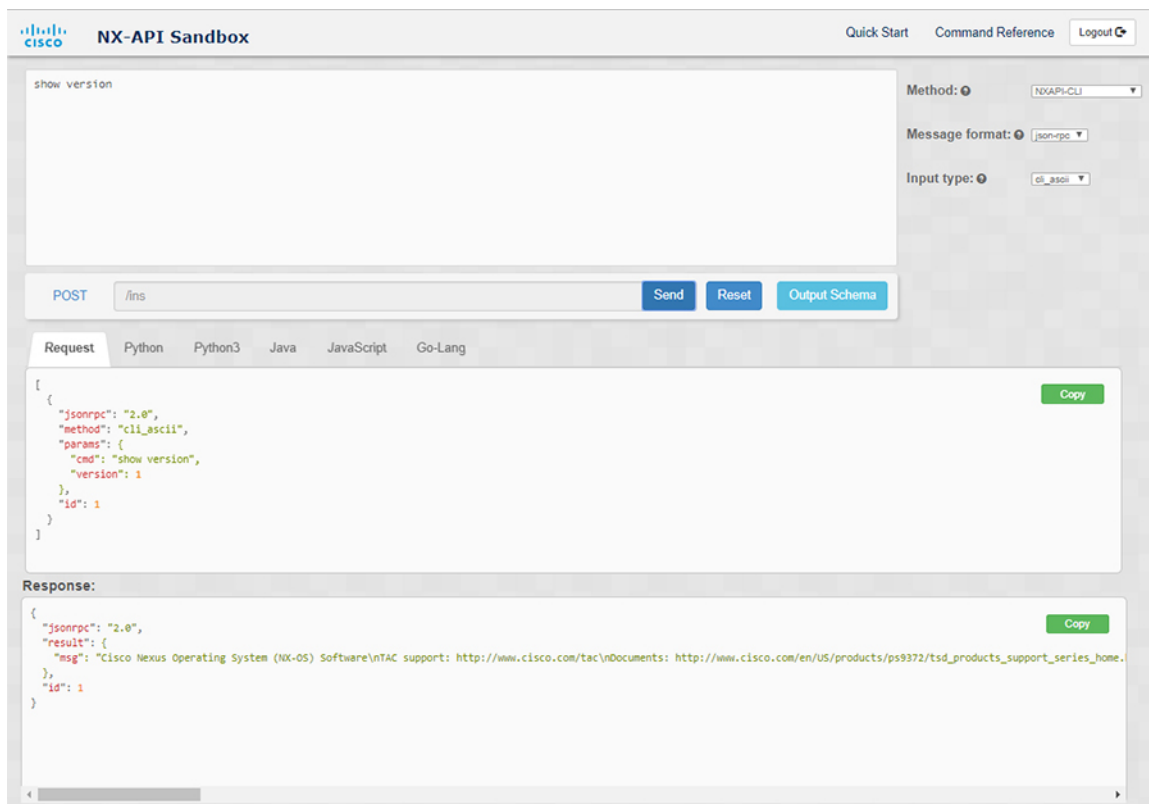 cisco NX-API Sandbox Quick Start Command Reference Logout
show version
Method: NXAPI-CLI
Message format: json-rpc
Input type: cli_ascii
POST /ins Send Reset Output Schema
Request Python Python3 Java JavaScript Go-Lang
Copy
[
{
"jsonrpc": "2.0",
"method": "cli_ascii",
"params": {
"cmd": "show version",
"version": 1
},
"id": 1
}
]
Response:
Copy
{
"jsonrpc": "2.0",
"result": {
"msg": "Cisco Nexus Operating System (NX-OS) Software\nTAC support: http://www.cisco.com/tac\nDocuments: http://www.cisco.com/en/US/products/ps9372/tsd_products_support_series_home.
},
"id": 1
}